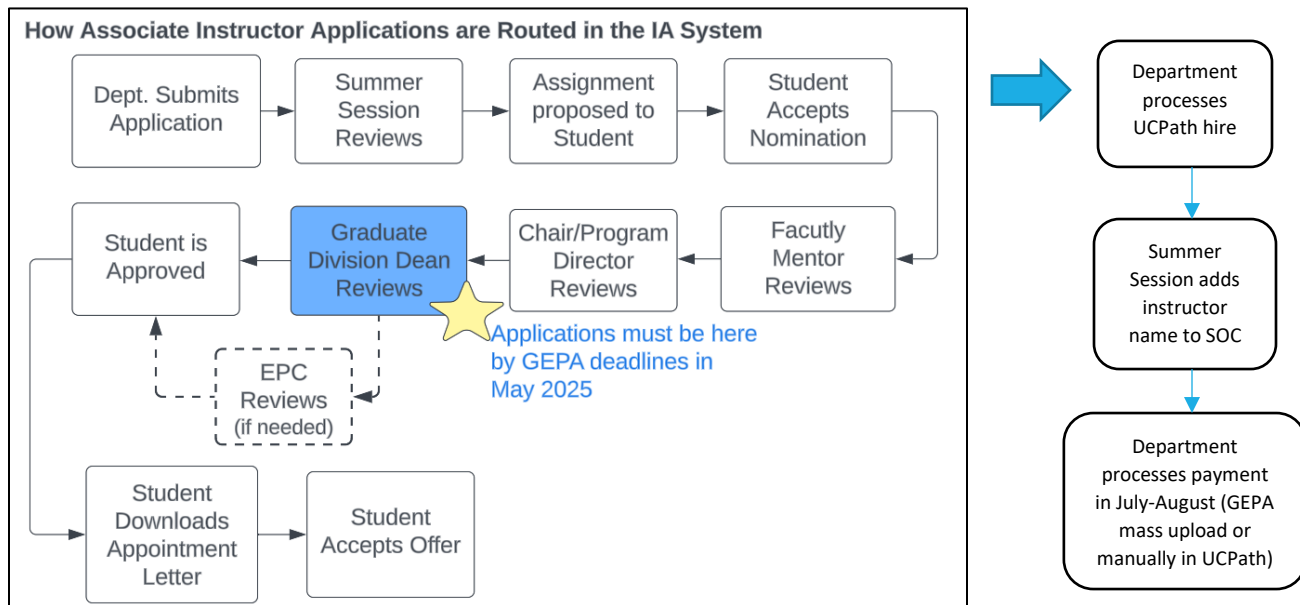 How Associate Instructor Applications are Routed in the IA System
Dept. Submits
Application
Summer
Session
Reviews
Assignment
proposed to
Student
Student
Accepts
Nomination
Facutly
Mentor
Reviews
Chair/Program
Director
Reviews
Graduate
Division Dean
Reviews
Student is
Approved
Applications must be here
by GEPA deadlines in
May 2025
EPC
Reviews
(if needed)
Student
Downloads
Appointment
Letter
Student
Accepts Offer
Department
processes
UCPath hire
Summer
Session adds
instructor
name to SOC
Department
processes payment
in July-August (GEPA
mass upload or
manually in UCPath)